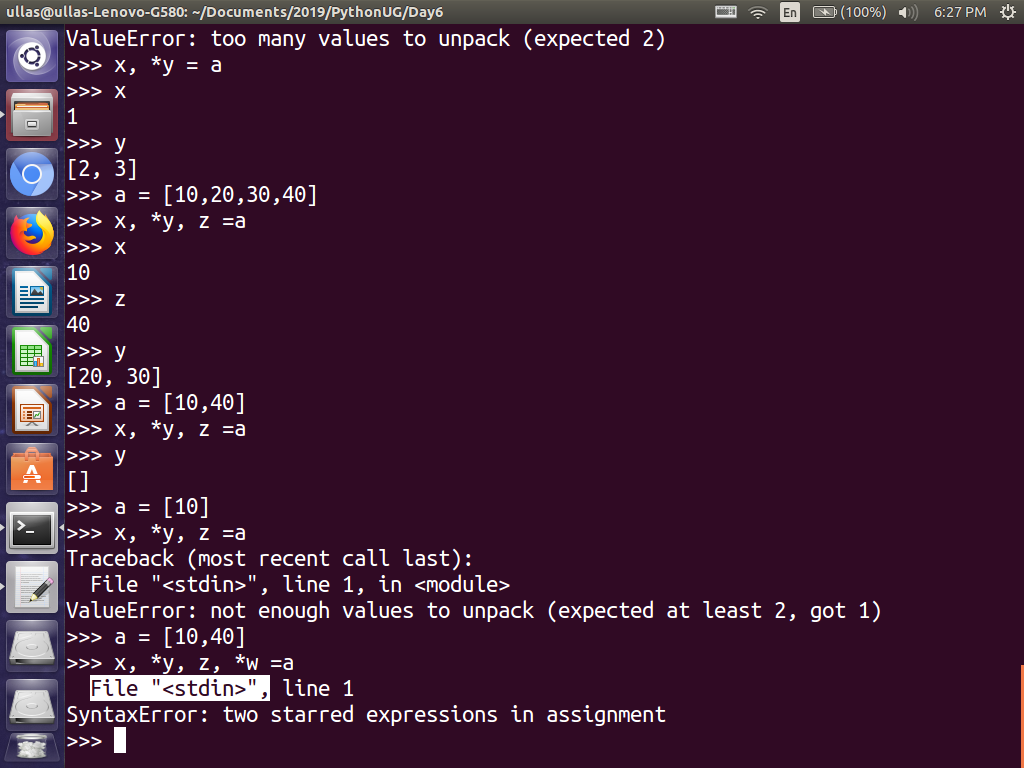 ullas@ullas-Lenovo-G580: ~/Documents/2019/PythonUG/Day6 En (100%) 6:27 PM
ValueError: too many values to unpack (expected 2)
>>> x, *y = a
>>> x
1
>>> y
[2, 3]
>>> a = [10,20,30,40]
>>> x, *y, z =a
>>> x
10
>>> z
40
>>> y
[20, 30]
>>> a = [10,40]
>>> x, *y, z =a
>>> y
[]
>>> a = [10]
>>> x, *y, z =a
Traceback (most recent call last):
  File "<stdin>", line 1, in <module>
ValueError: not enough values to unpack (expected at least 2, got 1)
>>> a = [10,40]
>>> x, *y, z, *w =a
  File "<stdin>", line 1
SyntaxError: two starred expressions in assignment
>>>